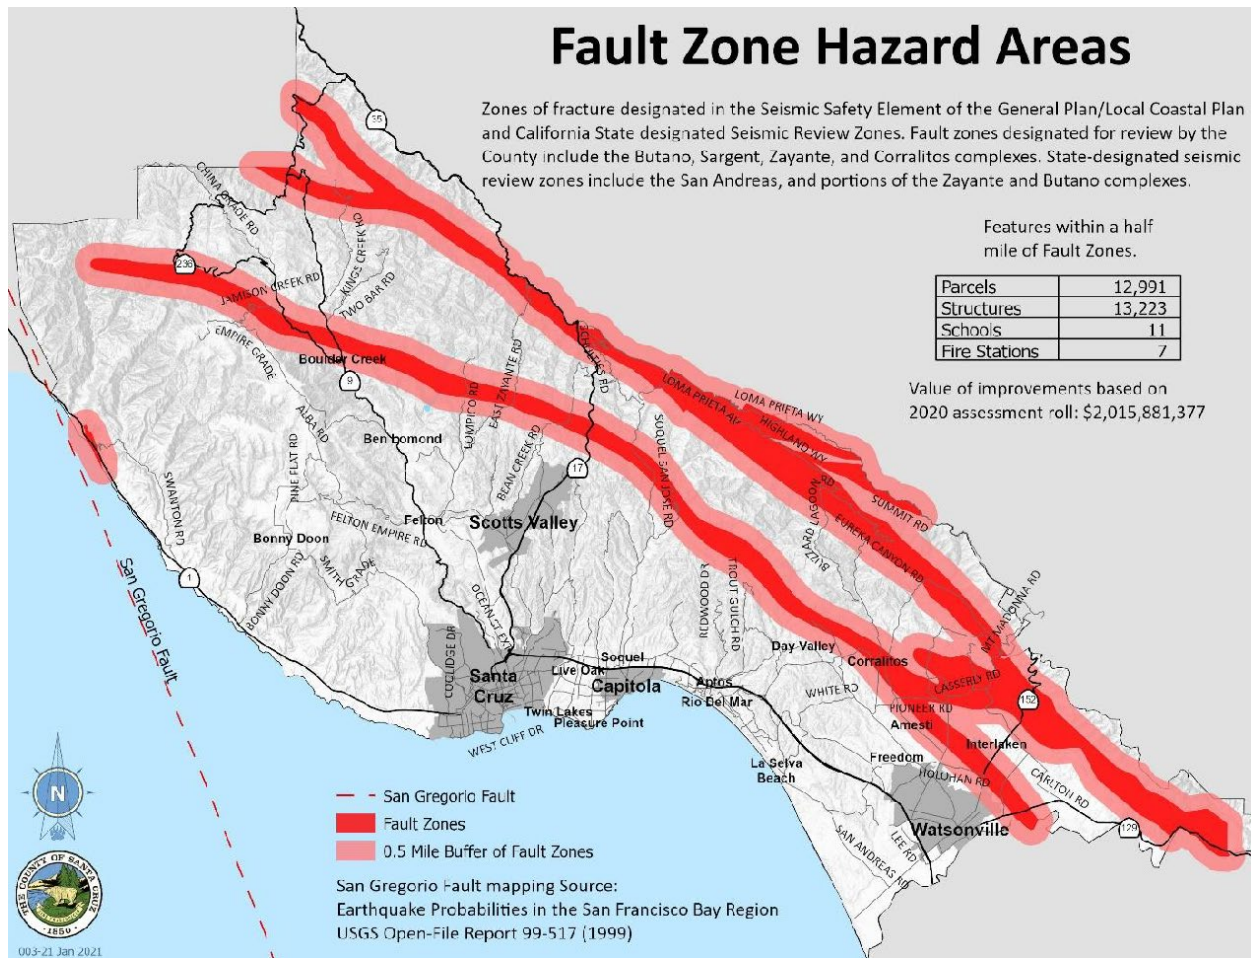 Fault Zone Hazard Areas
Zones of fracture designated in the Seismic Safety Element of the General Plan/Local Coastal Plan
and California State designated Seismic Review Zones. Fault zones designated for review by the
County include the Butano, Sargent, Zayante, and Corralitos complexes. State-designated seismic
review zones include the San Andreas, and portions of the Zayante and Butano complexes.
Features within a half
mile of Fault Zones.
Parcels 12,991
Structures 13,223
Schools 11
Fire Stations 7
Value of improvements based on
2020 assessment roll: $2,015,881,377
35
CHINA GRADE RD
KINGS CREEK RD
236
JAMISON CREEK RD
TWO BAR RD
EMPIRE GRADE
Boulder Creek
9
SCHULTIES RD
EAST ZAYANTE RD
LOMPICO RD
LOMA PRIETA AV
LOMA PRIETA WY
HIGHLAND WY
ALBA RD
Ben Lomond
BEAN CREEK RD
SOQUEL SAN JOSE RD
17
PINE FLAT RD
SWANTON RD
RD
SUMMIT RD
BUZZARD LAGOON
EUREKA CANYON RD
Felton
Scotts Valley
FELTON EMPIRE RD
Bonny Doon
SMITH GRADE
BONNY DOON RD
1
San Gregorio Fault
OCEAN ST EX
REDWOOD DR
TROUT GULCH RD
MT MADONNA RD
COOLIDGE DR
Santa
Cruz
Live Oak
Soquel
Capitola
Day Valley
Corralitos
Aptos
Rio Del Mar
WHITE RD
CASSERLY RD
152
PIONEER RD
Amesti
Twin Lakes
Pleasure Point
WEST CLIFF DR
Interlaken
Freedom
La Selva
Beach
HOLOHAN RD
CARLTON RD
Watsonville
129
SAN ANDREAS RD
LEE RD
N
San Gregorio Fault
Fault Zones
0.5 Mile Buffer of Fault Zones
San Gregorio Fault mapping Source:
Earthquake Probabilities in the San Francisco Bay Region
USGS Open-File Report 99-517 (1999)
THE COUNTY OF SANTA CRUZ
1850
003-21 Jan 2021